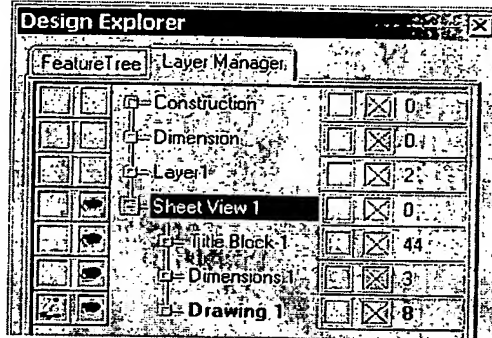 Design Explorer
FeatureTree Layer Manager
Construction 0
Dimension 0
Layer1 2
Sheet View 1 0
Title Block 1 44
Dimensions 1 3
Drawing 1 8